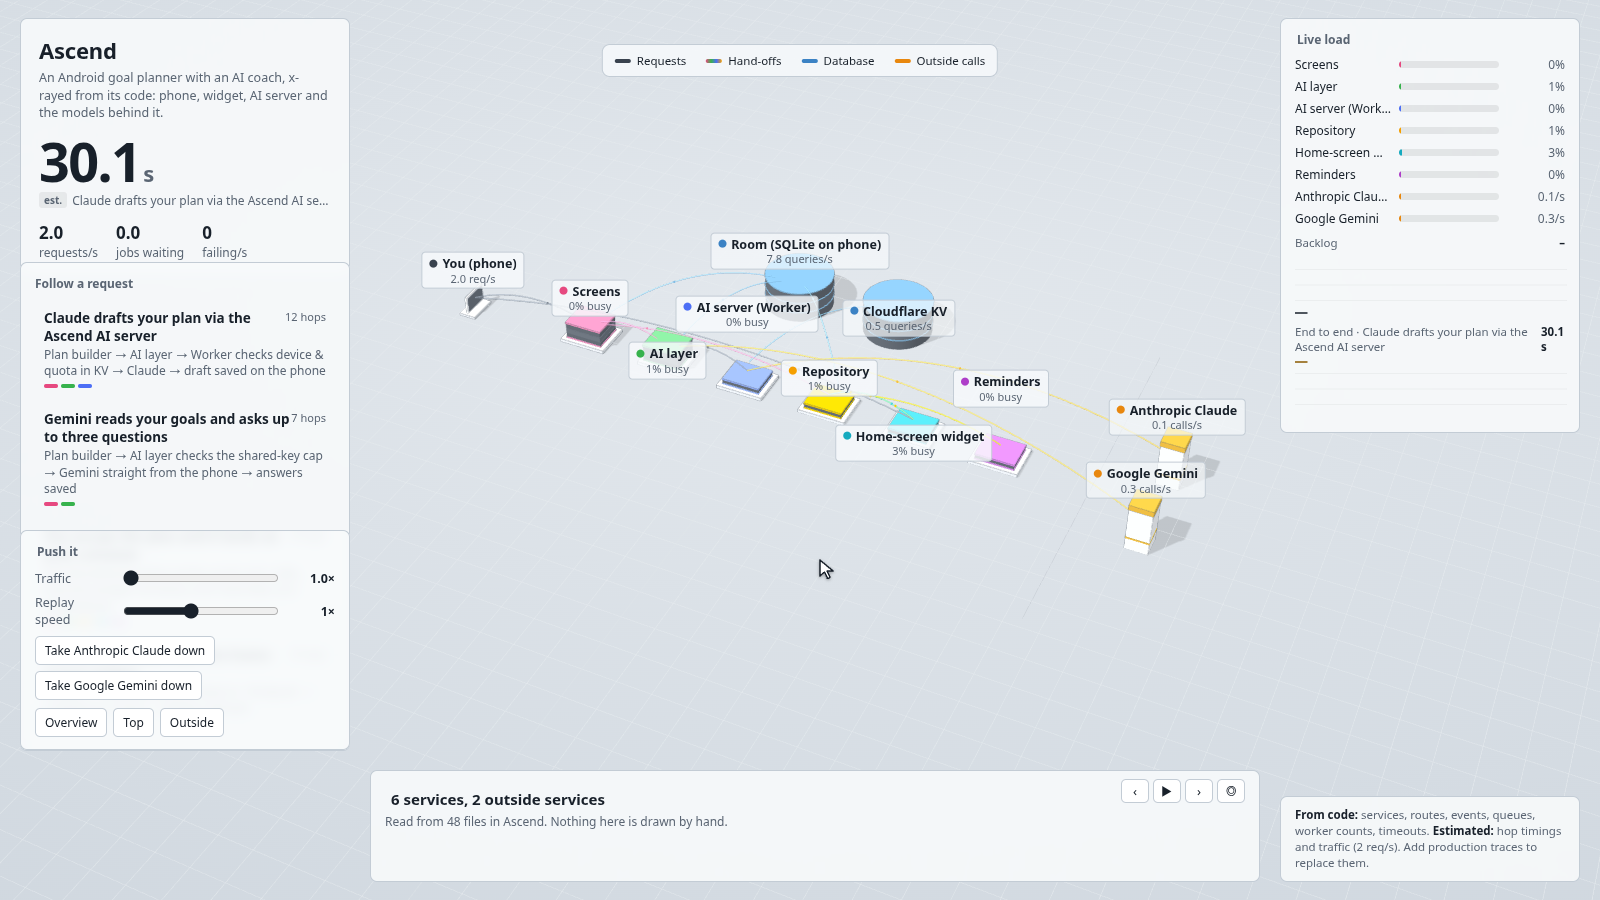 Ascend
An Android goal planner with an AI coach, x-
rayed from its code: phone, widget, AI server and
the models behind it.
30.1 s
est. Claude drafts your plan via the Ascend AI se...
2.0 0.0 0
requests/s jobs waiting failing/s
Follow a request
Claude drafts your plan via the 12 hops
Ascend AI server
Plan builder → AI layer → Worker checks device &
quota in KV → Claude → draft saved on the phone
Gemini reads your goals and asks up 7 hops
to three questions
Plan builder → AI layer checks the shared-key cap
→ Gemini straight from the phone → answers
saved
Push it
Traffic 1.0×
Replay
speed 1×
Take Anthropic Claude down
Take Google Gemini down
Overview Top Outside
Requests Hand-offs Database Outside calls
You (phone)
2.0 req/s
Screens
0% busy
Room (SQLite on phone)
7.8 queries/s
AI server (Worker)
0% busy
Cloudflare KV
0.5 queries/s
AI layer
1% busy
Repository
1% busy
Reminders
0% busy
Home-screen widget
3% busy
Anthropic Claude
0.1 calls/s
Google Gemini
0.3 calls/s
6 services, 2 outside services
Read from 48 files in Ascend. Nothing here is drawn by hand.
Live load
Screens 0%
AI layer 1%
AI server (Work... 0%
Repository 1%
Home-screen ... 3%
Reminders 0%
Anthropic Clau... 0.1/s
Google Gemini 0.3/s
Backlog –
—
End to end · Claude drafts your plan via the 30.1
Ascend AI server s
—
From code: services, routes, events, queues,
worker counts, timeouts. Estimated: hop timings
and traffic (2 req/s). Add production traces to
replace them.